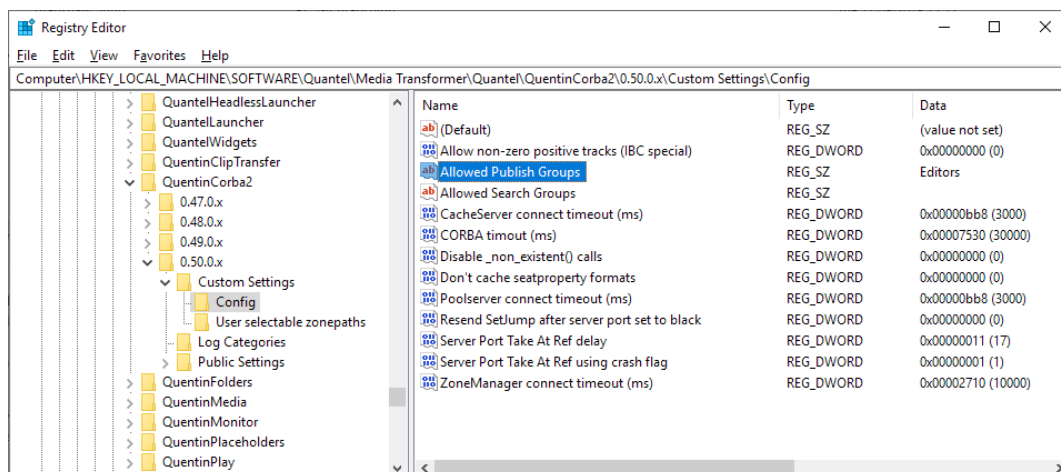 Registry Editor
File Edit View Favorites Help
Computer\HKEY_LOCAL_MACHINE\SOFTWARE\Quantel\Media Transformer\Quantel\QuentinCorba2\0.50.0.x\Custom Settings\Config
QuantelHeadlessLauncher
QuantelLauncher
QuantelWidgets
QuentinClipTransfer
QuentinCorba2
0.47.0.x
0.48.0.x
0.49.0.x
0.50.0.x
Custom Settings
Config
User selectable zonepaths
Log Categories
Public Settings
QuentinFolders
QuentinMedia
QuentinMonitor
QuentinPlaceholders
QuentinPlay
Name Type Data
(Default) REG_SZ (value not set)
Allow non-zero positive tracks (IBC special) REG_DWORD 0x00000000 (0)
Allowed Publish Groups REG_SZ Editors
Allowed Search Groups REG_SZ
CacheServer connect timeout (ms) REG_DWORD 0x00000bb8 (3000)
CORBA timout (ms) REG_DWORD 0x00007530 (30000)
Disable _non_existent() calls REG_DWORD 0x00000000 (0)
Don't cache seatproperty formats REG_DWORD 0x00000000 (0)
Poolserver connect timeout (ms) REG_DWORD 0x00000bb8 (3000)
Resend SetJump after server port set to black REG_DWORD 0x00000000 (0)
Server Port Take At Ref delay REG_DWORD 0x00000011 (17)
Server Port Take At Ref using crash flag REG_DWORD 0x00000001 (1)
ZoneManager connect timeout (ms) REG_DWORD 0x00002710 (10000)